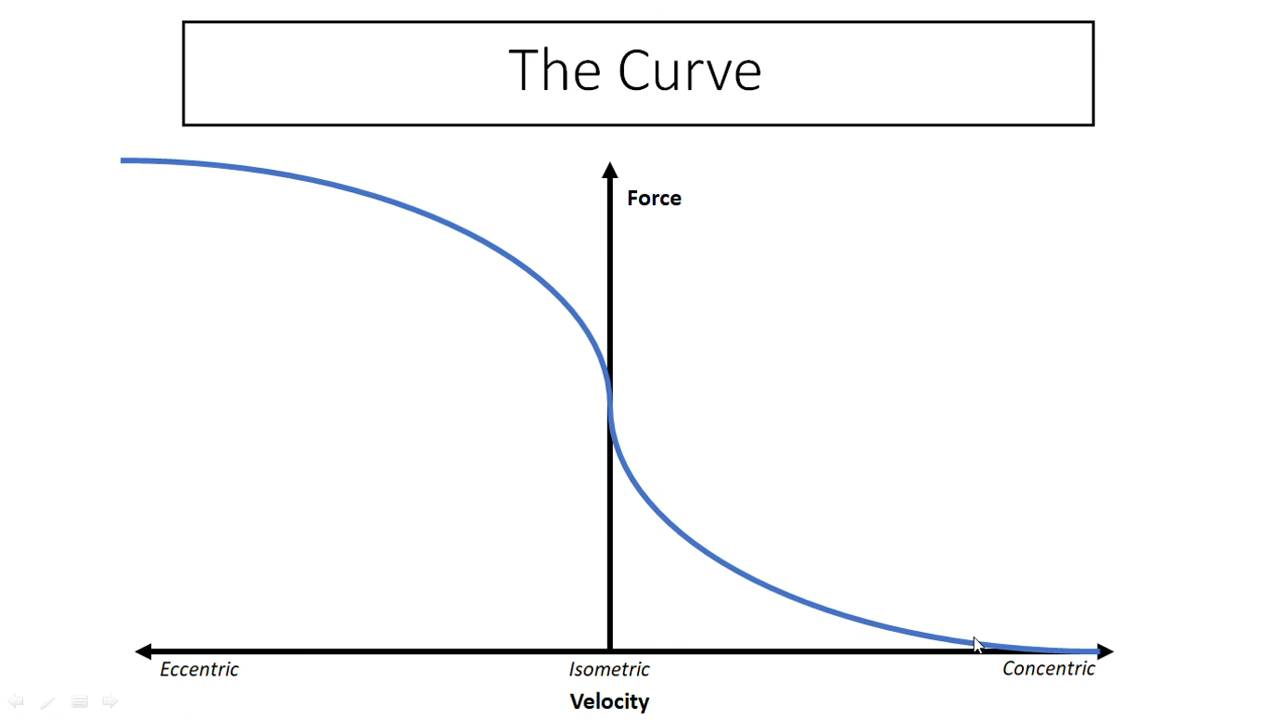 The Curve
Force
Eccentric
Isometric
Concentric
Velocity